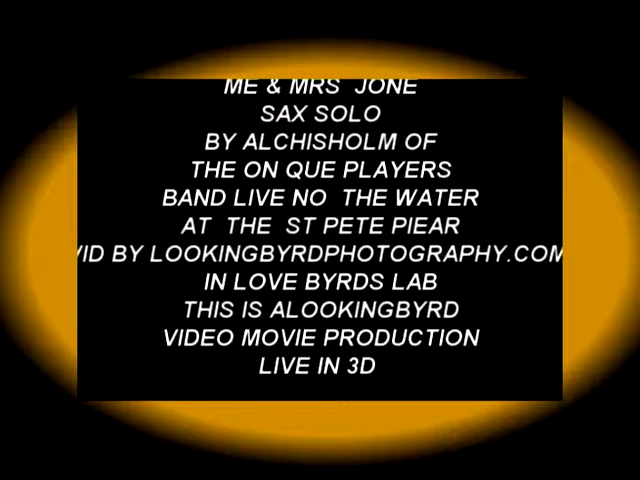 ME & MRS JONE
SAX SOLO
BY ALCHISHOLM OF
THE ON QUE PLAYERS
BAND LIVE NO THE WATER
AT THE ST PETE PIEAR
VID BY LOOKINGBYRDPHOTOGRAPHY.COM
IN LOVE BYRDS LAB
THIS IS ALOOKINGBYRD
VIDEO MOVIE PRODUCTION
LIVE IN 3D